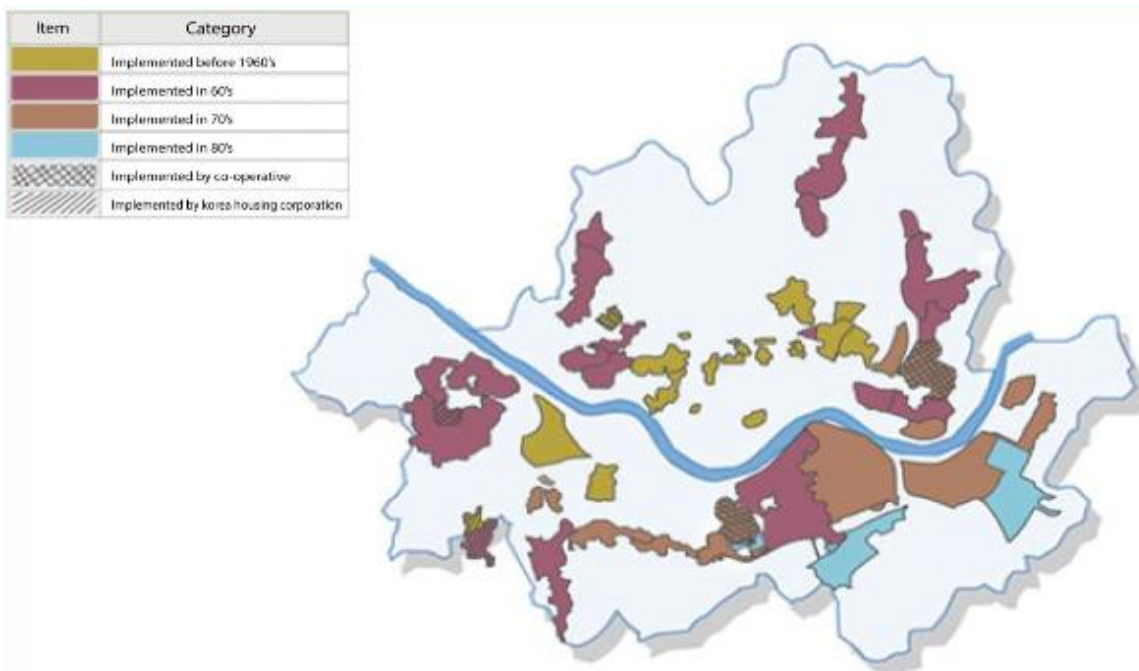 Item Category
Implemented before 1960's
Implemented in 60's
Implemented in 70's
Implemented in 80's
Implemented by co-operative
Implemented by korea housing corporation